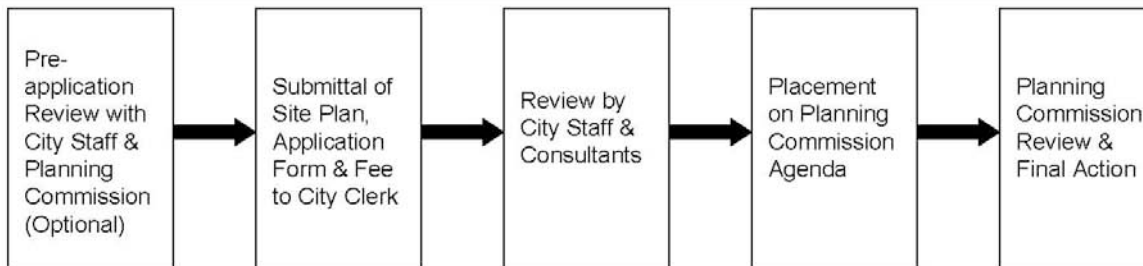 Pre-
application
Review with
City Staff &
Planning
Commission
(Optional)
Submittal of
Site Plan,
Application
Form & Fee
to City Clerk
Review by
City Staff &
Consultants
Placement
on Planning
Commission
Agenda
Planning
Commission
Review &
Final Action